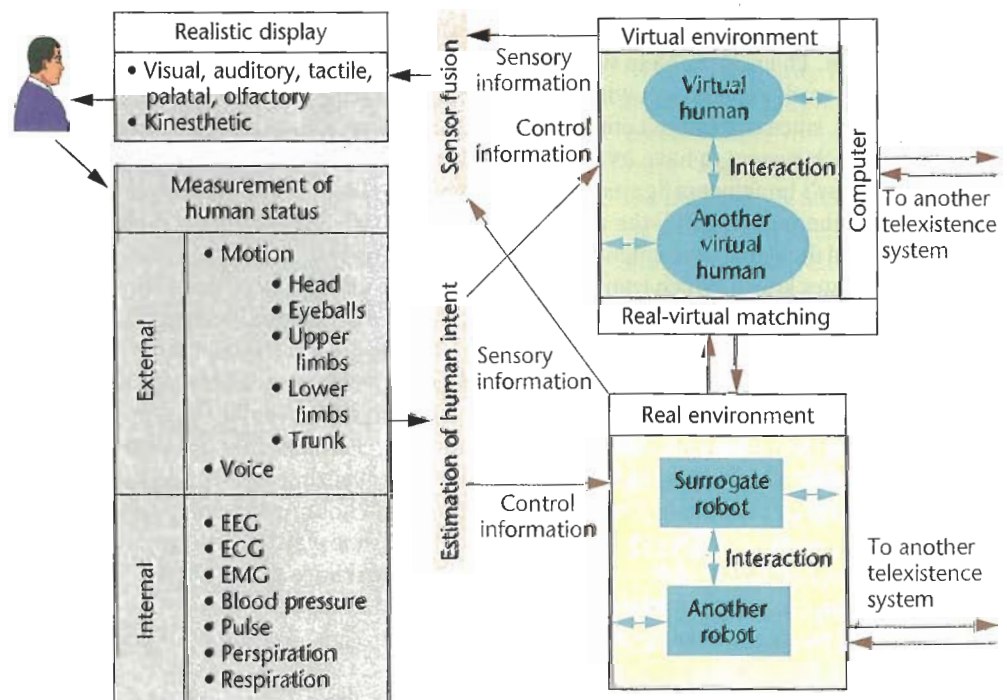 Realistic display
• Visual, auditory, tactile,
palatal, olfactory
• Kinesthetic
Measurement of
human status
External
• Motion
• Head
• Eyeballs
• Upper
limbs
• Lower
limbs
• Trunk
• Voice
Internal
• EEG
• ECG
• EMG
• Blood pressure
• Pulse
• Perspiration
• Respiration
Sensor fusion
Estimation of human intent
Sensory
information
Control
information
Sensory
information
Control
information
Virtual environment
Virtual
human
Interaction
Another
virtual
human
Computer
Real-virtual matching
To another
telexistence
system
Real environment
Surrogate
robot
Interaction
Another
robot
To another
telexistence
system